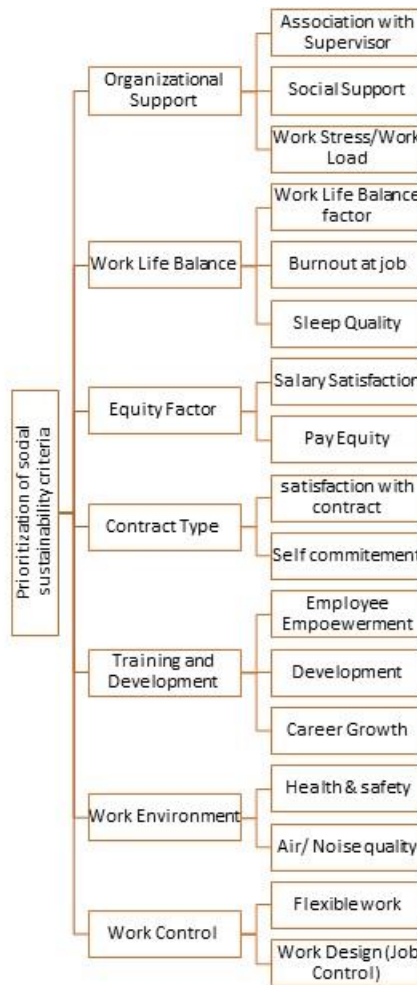 Prioritization of social
sustainability criteria
Organizational
Support
Association with
Supervisor
Social Support
Work Stress/Work
Load
Work Life Balance
Work Life Balance
factor
Burnout at job
Sleep Quality
Equity Factor
Salary Satisfaction
Pay Equity
Contract Type
satisfaction with
contract
Self commitement
Training and
Development
Employee
Empoewerment
Development
Career Growth
Work Environment
Health & safety
Air/ Noise quality
Work Control
Flexible work
Work Design (Job
Control)